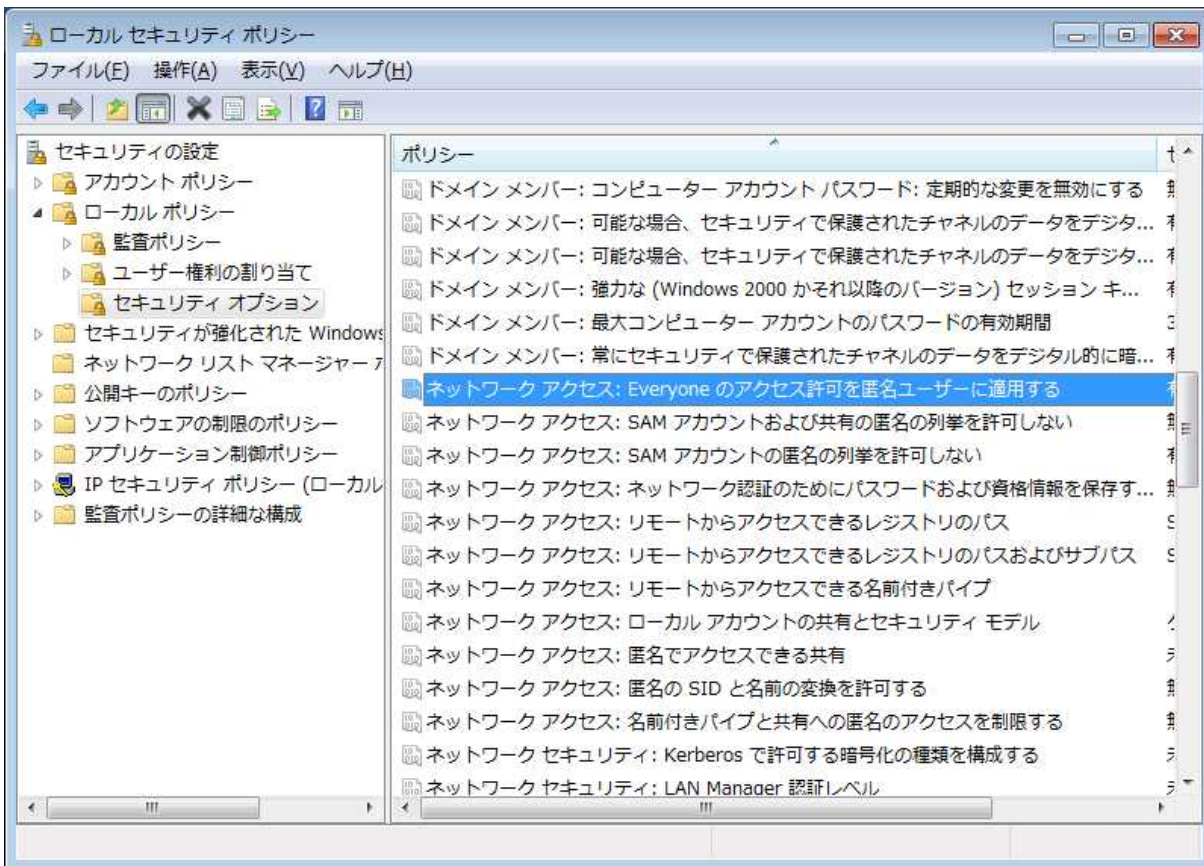 ローカル セキュリティ ポリシー
ファイル(F) 操作(A) 表示(V) ヘルプ(H)
セキュリティの設定
アカウント ポリシー
ローカル ポリシー
監査ポリシー
ユーザー権利の割り当て
セキュリティ オプション
セキュリティが強化された Windows
ネットワーク リスト マネージャー
公開キーのポリシー
ソフトウェアの制限のポリシー
アプリケーション制御ポリシー
IP セキュリティ ポリシー (ローカル
監査ポリシーの詳細な構成
ポリシー
ドメイン メンバー: コンピューター アカウント パスワード: 定期的な変更を無効にする
ドメイン メンバー: 可能な場合、セキュリティで保護されたチャネルのデータをデジタ...
ドメイン メンバー: 可能な場合、セキュリティで保護されたチャネルのデータをデジタ...
ドメイン メンバー: 強力な (Windows 2000 かそれ以降のバージョン) セッション キ...
ドメイン メンバー: 最大コンピューター アカウントのパスワードの有効期間
ドメイン メンバー: 常にセキュリティで保護されたチャネルのデータをデジタル的に暗...
ネットワーク アクセス: Everyone のアクセス許可を匿名ユーザーに適用する
ネットワーク アクセス: SAM アカウントおよび共有の匿名の列挙を許可しない
ネットワーク アクセス: SAM アカウントの匿名の列挙を許可しない
ネットワーク アクセス: ネットワーク認証のためにパスワードおよび資格情報を保存す...
ネットワーク アクセス: リモートからアクセスできるレジストリのパス
ネットワーク アクセス: リモートからアクセスできるレジストリのパスおよびサブパス
ネットワーク アクセス: リモートからアクセスできる名前付きパイプ
ネットワーク アクセス: ローカル アカウントの共有とセキュリティ モデル
ネットワーク アクセス: 匿名でアクセスできる共有
ネットワーク アクセス: 匿名の SID と名前の変換を許可する
ネットワーク アクセス: 名前付きパイプと共有への匿名のアクセスを制限する
ネットワーク セキュリティ: Kerberos で許可する暗号化の種類を構成する
ネットワーク セキュリティ: LAN Manager 認証レベル